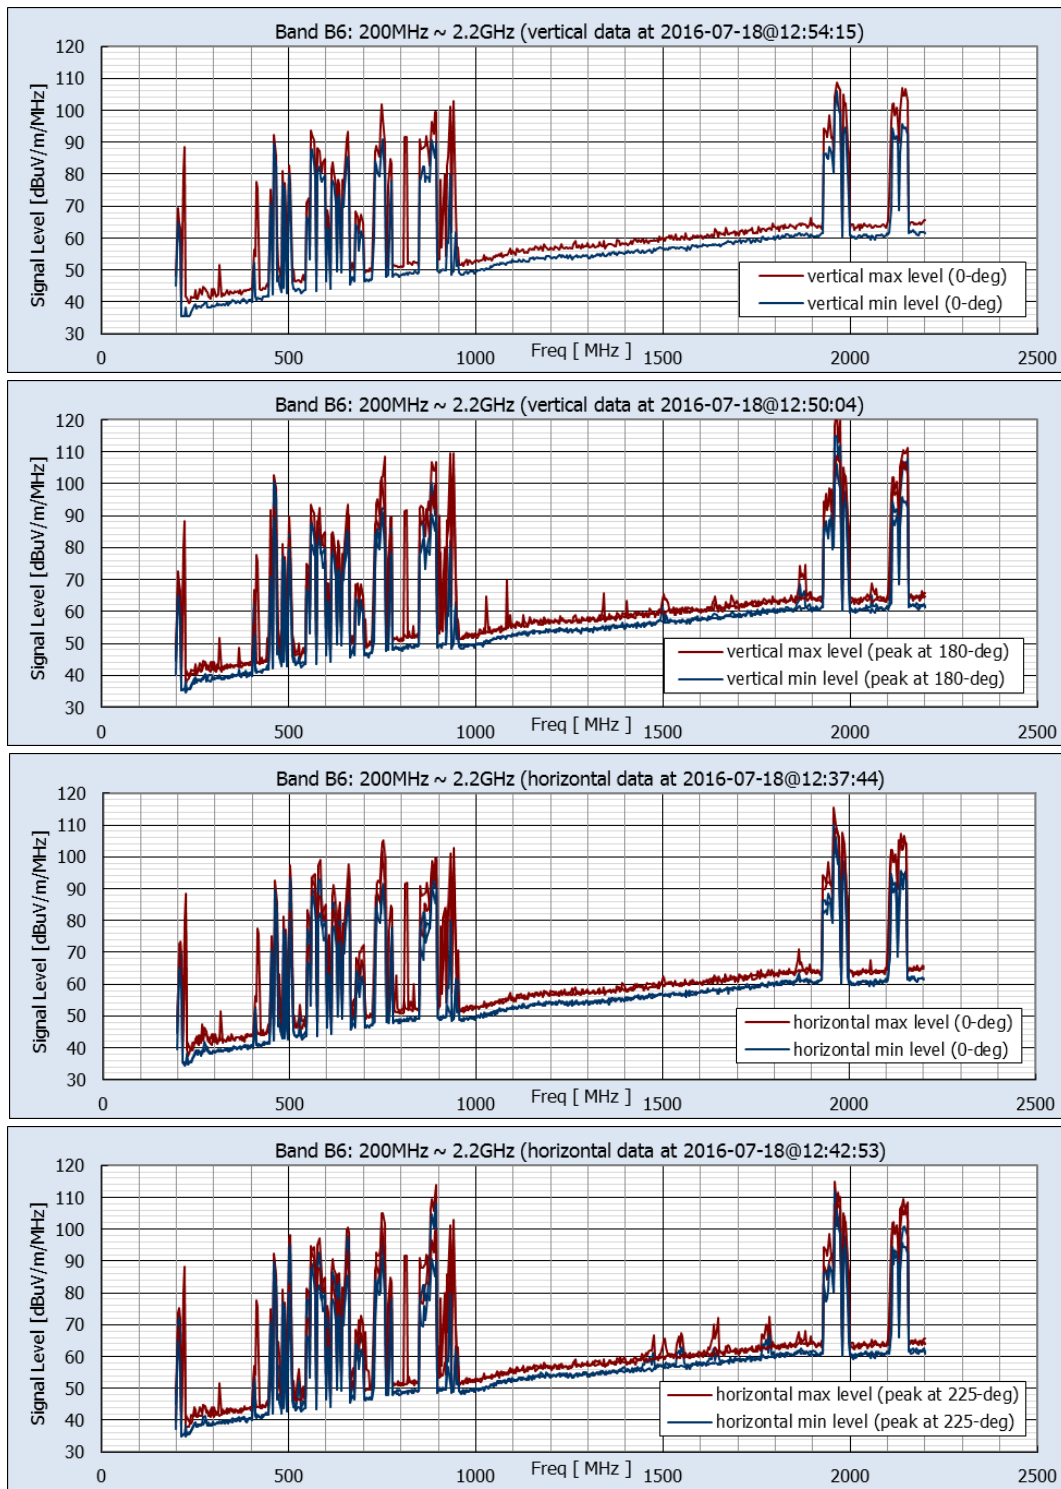 Band B6: 200MHz ~ 2.2GHz (vertical data at 2016-07-18@12:54:15)
Signal Level [dBuV/m/MHz]
120
110
100
90
80
70
60
50
40
30
vertical max level (0-deg)
vertical min level (0-deg)
0 500 1000 1500 2000 2500
Freq [ MHz ]
Band B6: 200MHz ~ 2.2GHz (vertical data at 2016-07-18@12:50:04)
Signal Level [dBuV/m/MHz]
120
110
100
90
80
70
60
50
40
30
vertical max level (peak at 180-deg)
vertical min level (peak at 180-deg)
0 500 1000 1500 2000 2500
Freq [ MHz ]
Band B6: 200MHz ~ 2.2GHz (horizontal data at 2016-07-18@12:37:44)
Signal Level [dBuV/m/MHz]
120
110
100
90
80
70
60
50
40
30
horizontal max level (0-deg)
horizontal min level (0-deg)
0 500 1000 1500 2000 2500
Freq [ MHz ]
Band B6: 200MHz ~ 2.2GHz (horizontal data at 2016-07-18@12:42:53)
Signal Level [dBuV/m/MHz]
120
110
100
90
80
70
60
50
40
30
horizontal max level (peak at 225-deg)
horizontal min level (peak at 225-deg)
0 500 1000 1500 2000 2500
Freq [ MHz ]